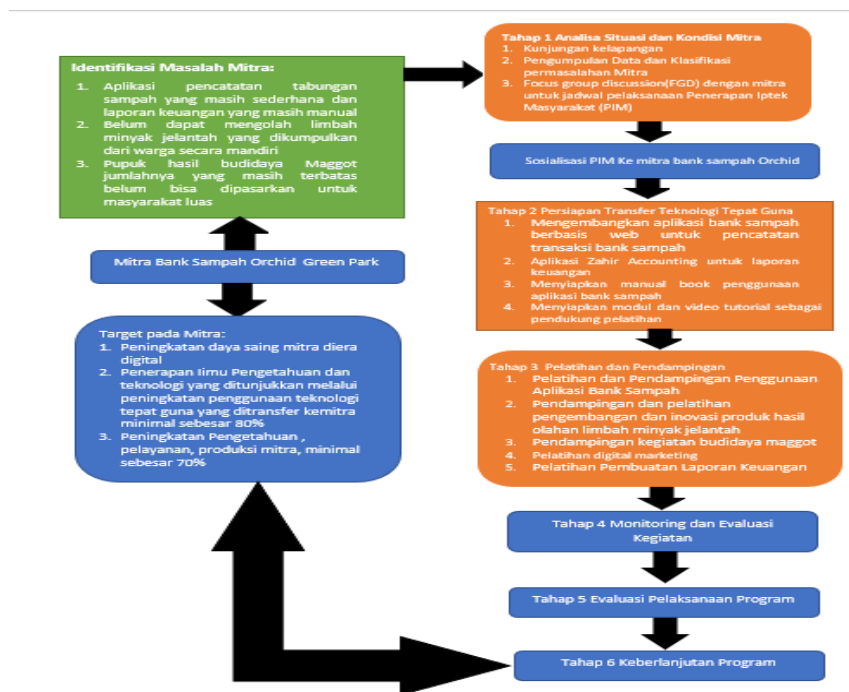 Identifikasi Masalah Mitra:
1. Aplikasi pencatatan tabungan
sampah yang masih sederhana dan
laporan keuangan yang masih manual
2. Belum dapat mengolah limbah
minyak jelantah yang dikumpulkan
dari warga secara mandiri
3. Pupuk hasil budidaya Maggot
jumlahnya yang masih terbatas
belum bisa dipasarkan untuk
masyarakat luas
Mitra Bank Sampah Orchid Green Park
Target pada Mitra:
1. Peningkatan daya saing mitra diera
digital
2. Penerapan Ilmu Pengetahuan dan
teknologi yang ditunjukkan melalui
peningkatan penggunaan teknologi
tepat guna yang ditransfer kemitra
minimal sebesar 80%
3. Peningkatan Pengetahuan ,
pelayanan, produksi mitra, minimal
sebesar 70%
Tahap 1 Analisa Situasi dan Kondisi Mitra
1. Kunjungan kelapangan
2. Pengumpulan Data dan Klasifikasi
permasalahan Mitra
3. Focus group discussion(FGD) dengan mitra
untuk jadwal pelaksanaan Penerapan Iptek
Masyarakat (PIM)
Sosialisasi PIM Ke mitra bank sampah Orchid
Tahap 2 Persiapan Transfer Teknologi Tepat Guna
1. Mengembangkan aplikasi bank sampah
berbasis web untuk pencatatan
transaksi bank sampah
2. Aplikasi Zahir Accounting untuk laporan
keuangan
3. Menyiapkan manual book penggunaan
aplikasi bank sampah
4. Menyiapkan modul dan video tutorial sebagai
pendukung pelatihan
Tahap 3 Pelatihan dan Pendampingan
1. Pelatihan dan Pendampingan Penggunaan
Aplikasi Bank Sampah
2. Pendampingan dan pelatihan
pengembangan dan inovasi produk hasil
olahan limbah minyak jelantah
3. Pendampingan kegiatan budidaya maggot
4. Pelatihan digital marketing
5. Pelatihan Pembuatan Laporan Keuangan
Tahap 4 Monitoring dan Evaluasi
Kegiatan
Tahap 5 Evaluasi Pelaksanaan Program
Tahap 6 Keberlanjutan Program